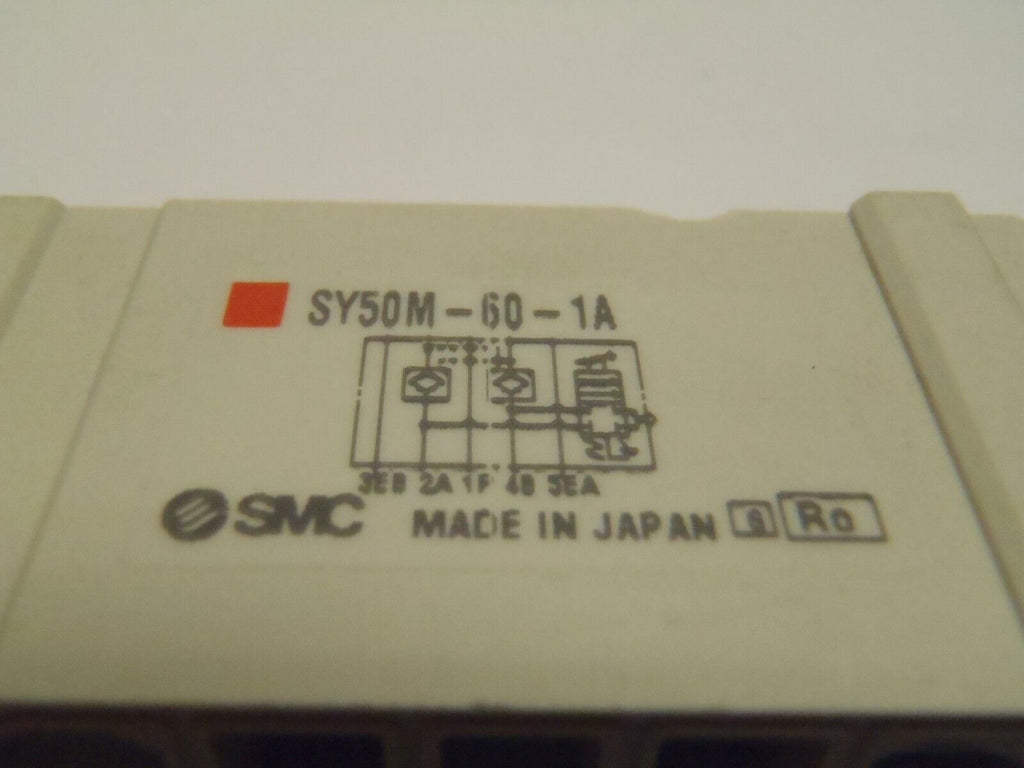 SY50M-60-1A
3EB 2A 1P 4B 5EA
SMC MADE IN JAPAN Ro